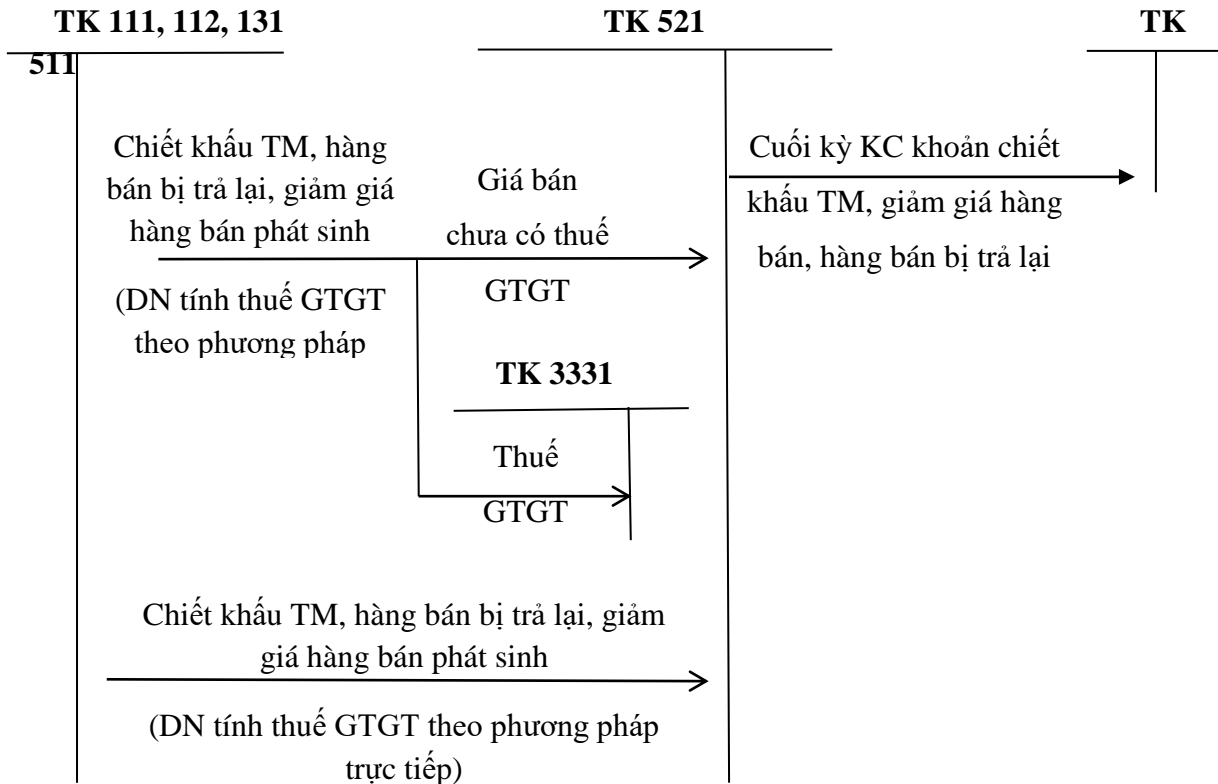 TK 111, 112, 131 TK 521 TK
511
Chiết khấu TM, hàng
bán bị trả lại, giảm giá
hàng bán phát sinh
(DN tính thuế GTGT
theo phương pháp
Giá bán
chưa có thuế
GTGT
Cuối kỳ KC khoản chiết
khấu TM, giảm giá hàng
bán, hàng bán bị trả lại
TK 3331
Thuế
GTGT
Chiết khấu TM, hàng bán bị trả lại, giảm
giá hàng bán phát sinh
(DN tính thuế GTGT theo phương pháp
trực tiếp)